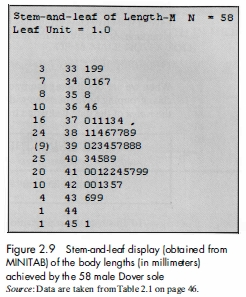 Stem-and-leaf of Length-M N = 58
Leaf Unit = 1.0
3 33 199
7 34 0167
8 35 8
10 36 46
16 37 011134
24 38 11467789
(9) 39 023457888
25 40 34589
20 41 0012245799
10 42 001357
4 43 699
1 44
1 45 1
Figure 2.9 Stem-and-leaf display (obtained from
MINITAB) of the body lengths (in millimeters)
achieved by the 58 male Dover sole
Source: Data are taken from Table 2.1 on page 46.